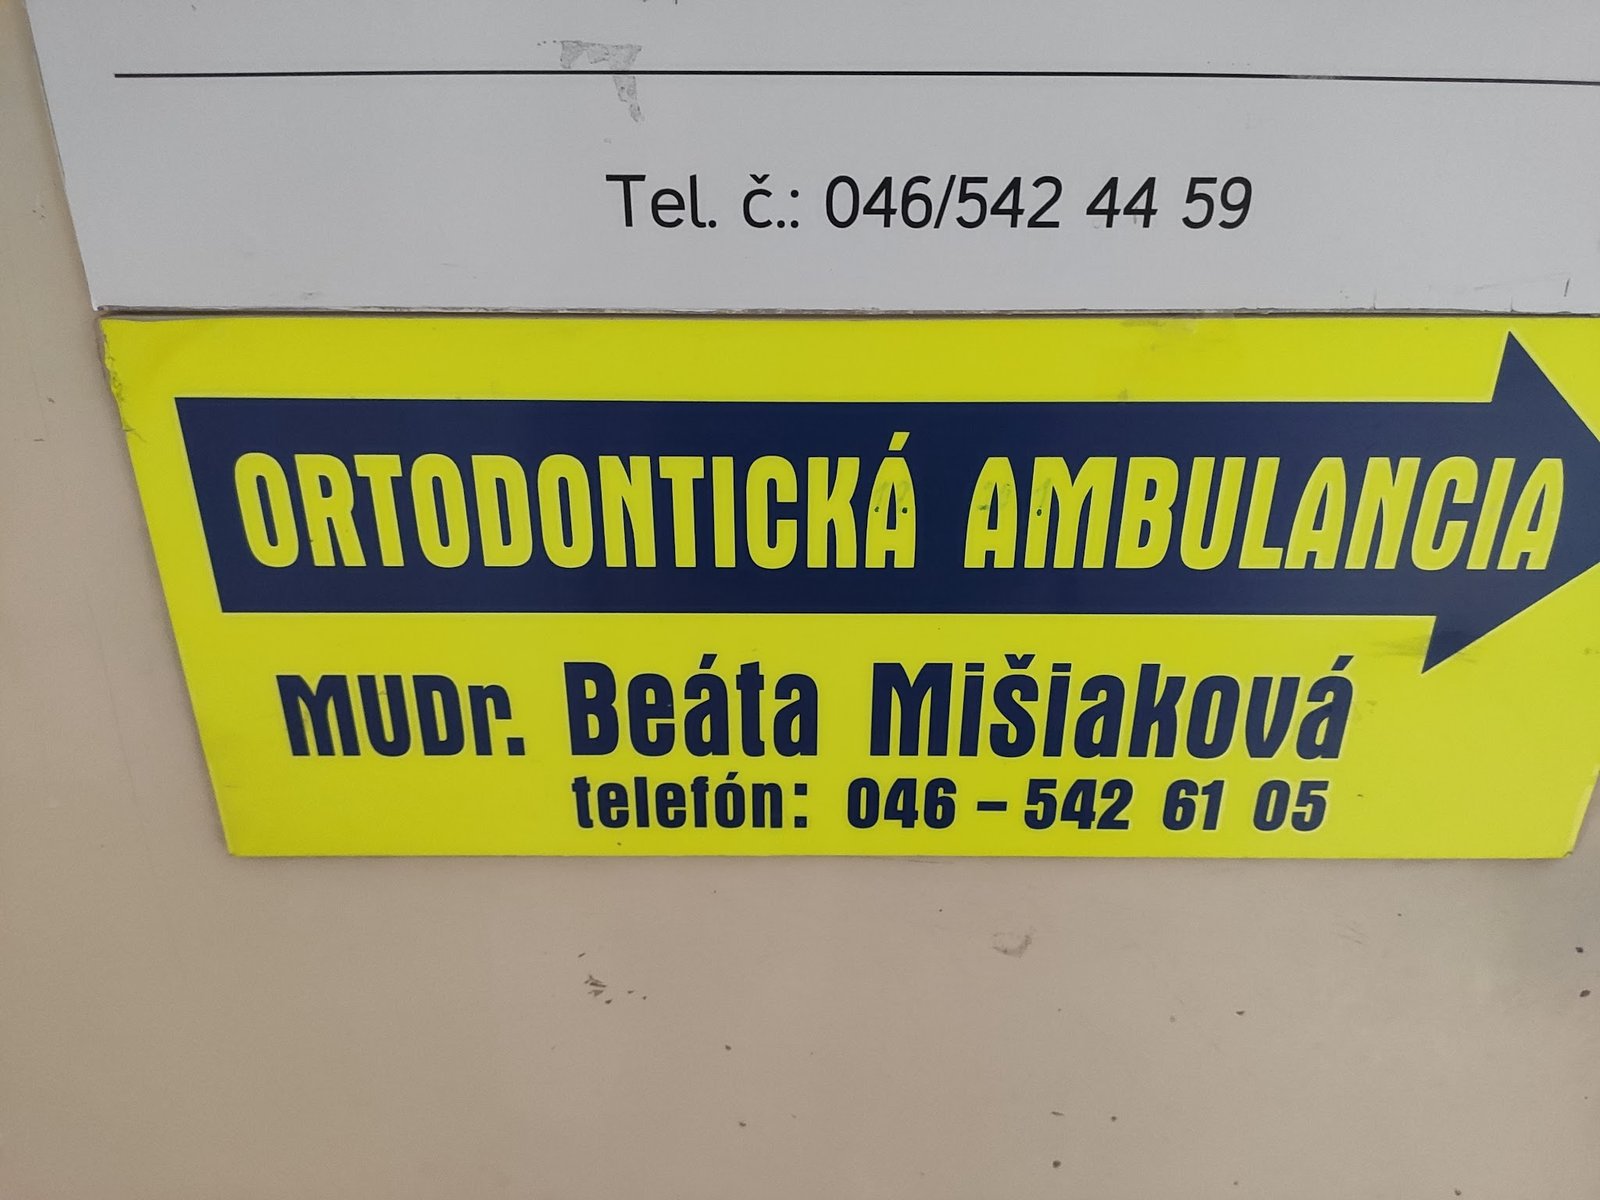 Tel. č.: 046/542 44 59
ORTODONTICKÁ AMBULANCIA
MUDr. Beáta Mišiaková
telefón: 046 – 542 61 05